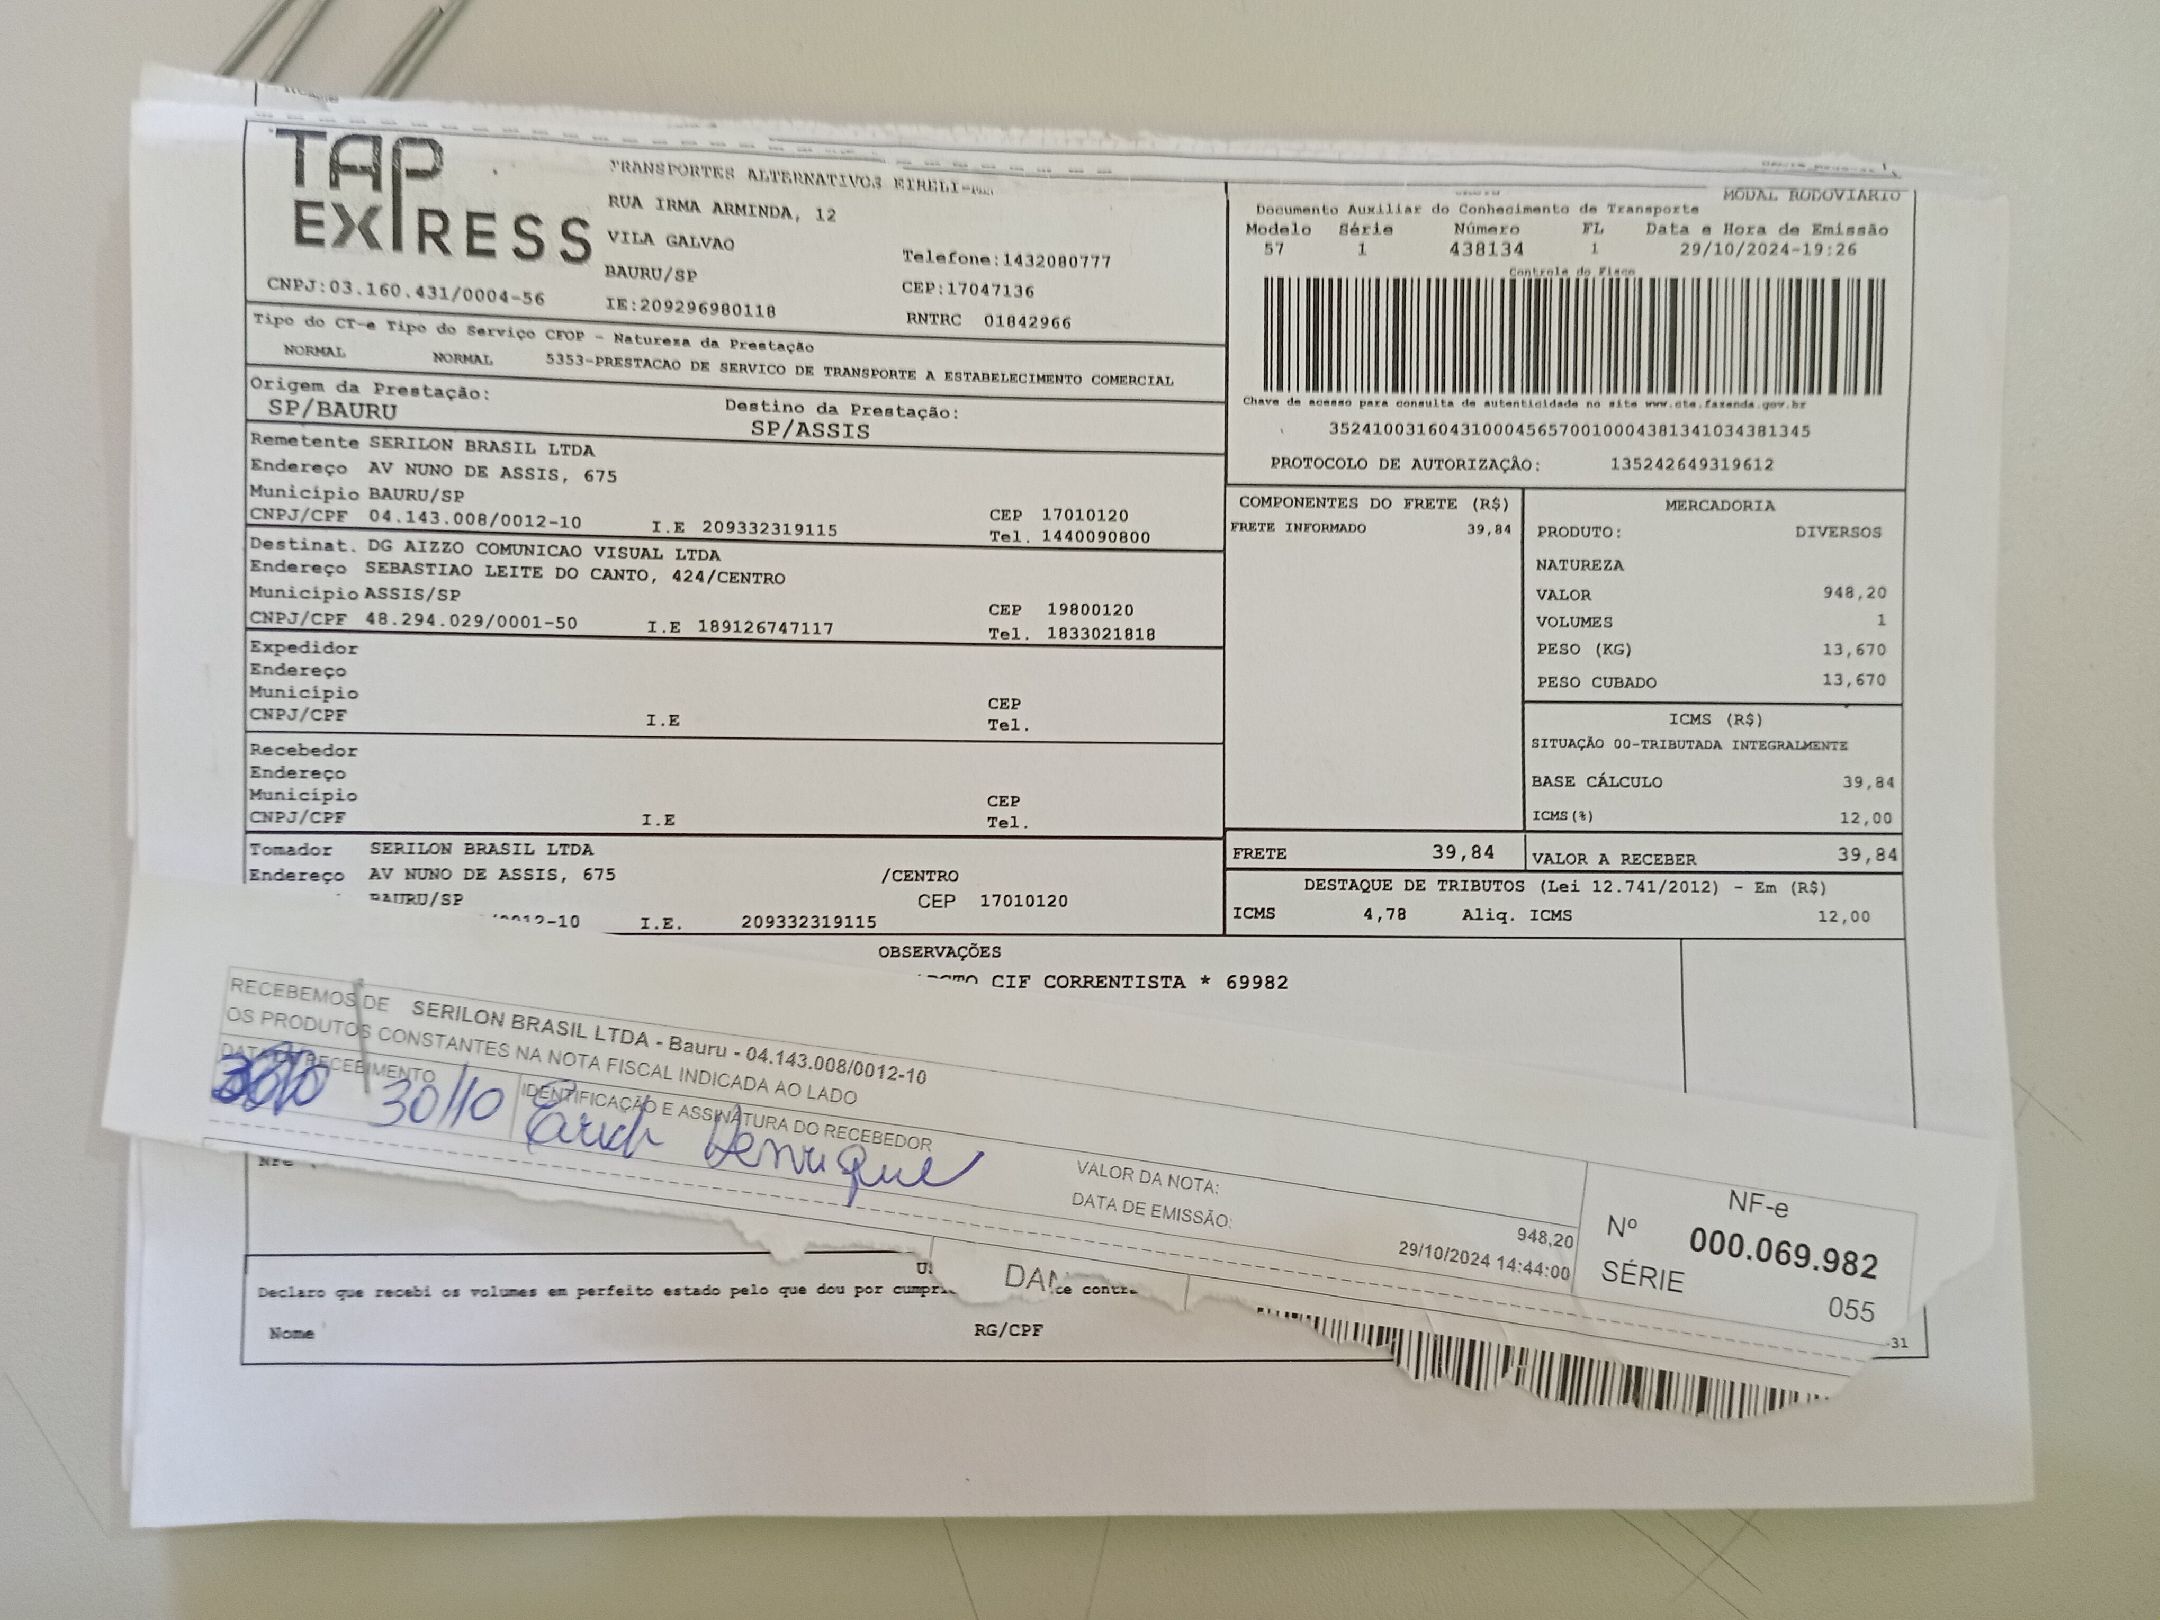 TAP
EXPRESS
CNPJ:03.160.431/0004-56
TRANSPORTES ALTERNATIVOS EIRELI-
RUA IRMA ARMINDA, 12
VILA GALVAO
BAURU/SP
IE:209296980118
Telefone:1432080777
CEP:17047136
RNTRC 01842966
MODAL RODOVIARIO
Documento Auxiliar do Conhecimento de Transporte
Modelo Série Número FL Data e Hora de Emissão
57 1 438134 1 29/10/2024-19:26
Controle do Fisco
Chave de acesso para consulta de autenticidade no site www.cte.fazenda.gov.br
35241003160431000456570010004381341034381345
PROTOCOLO DE AUTORIZAÇÃO: 135242649319612
Tipo do CT-e Tipo do Serviço CFOP - Natureza da Prestação
NORMAL NORMAL 5353-PRESTACAO DE SERVICO DE TRANSPORTE A ESTABELECIMENTO COMERCIAL
Origem da Prestação: Destino da Prestação:
SP/BAURU SP/ASSIS
Remetente SERILON BRASIL LTDA
Endereço AV NUNO DE ASSIS, 675
Município BAURU/SP CEP 17010120
CNPJ/CPF 04.143.008/0012-10 I.E 209332319115 Tel. 1440090800
Destinat. DG AIZZO COMUNICAO VISUAL LTDA
Endereço SEBASTIAO LEITE DO CANTO, 424/CENTRO
Município ASSIS/SP CEP 19800120
CNPJ/CPF 48.294.029/0001-50 I.E 189126747117 Tel. 1833021818
Expedidor
Endereço
Município CEP
CNPJ/CPF I.E Tel.
Recebedor
Endereço
Município CEP
CNPJ/CPF I.E Tel.
Tomador SERILON BRASIL LTDA
Endereço AV NUNO DE ASSIS, 675 /CENTRO
BAURU/SP CEP 17010120
0012-10 I.E. 209332319115
COMPONENTES DO FRETE (R$)
FRETE INFORMADO 39,84
MERCADORIA
PRODUTO: DIVERSOS
NATUREZA
VALOR 948,20
VOLUMES 1
PESO (KG) 13,670
PESO CUBADO 13,670
ICMS (R$)
SITUAÇÃO 00-TRIBUTADA INTEGRALMENTE
BASE CÁLCULO 39,84
ICMS(%) 12,00
FRETE 39,84 VALOR A RECEBER 39,84
DESTAQUE DE TRIBUTOS (Lei 12.741/2012) - Em (R$)
ICMS 4,78 Aliq. ICMS 12,00
OBSERVAÇÕES
CIF CORRENTISTA * 69982
RECEBEMOS DE SERILON BRASIL LTDA - Bauru - 04.143.008/0012-10
OS PRODUTOS CONSTANTES NA NOTA FISCAL INDICADA AO LADO
DATA RECEBIMENTO IDENTIFICAÇÃO E ASSINATURA DO RECEBEDOR
30/10 Erick Henrique
VALOR DA NOTA: 948,20
DATA DE EMISSÃO: 29/10/2024 14:44:00
NF-e
Nº 000.069.982
SÉRIE 055
Declaro que recebi os volumes em perfeito estado pelo que dou por cumpri
Nome RG/CPF